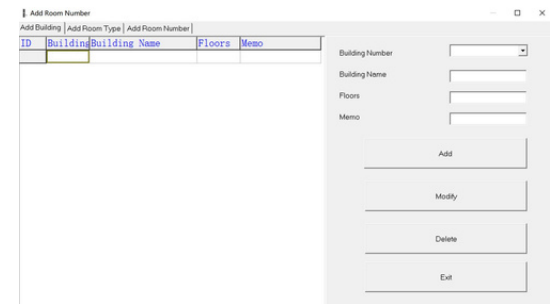 Add Room Number
Add Building Add Room Type Add Room Number
ID Building Building Name Floors Memo
Building Number
Building Name
Floors
Memo
Add
Modify
Delete
Exit